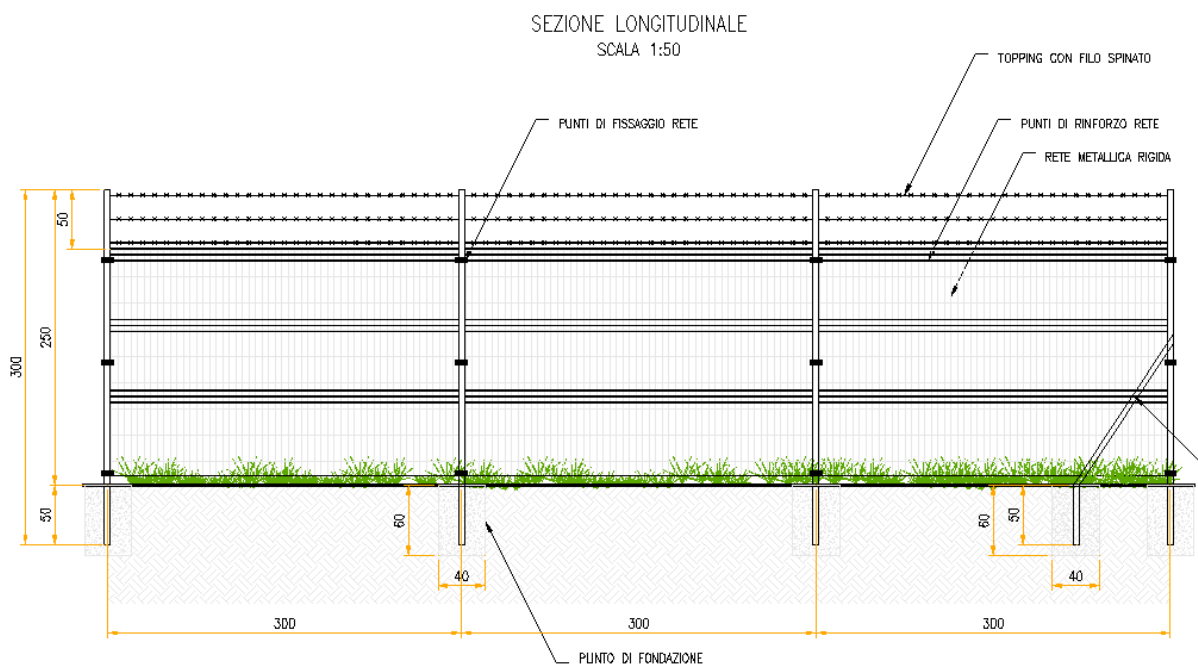 SEZIONE LONGITUDINALE
SCALA 1:50
TOPPING CON FILO SPINATO
PUNTI DI FISSAGGIO RETE
PUNTI DI RINFORZO RETE
RETE METALLICA RIGIDA
50
300
250
50
60
60
50
40
40
300
300
300
PUNTO DI FONDAZIONE